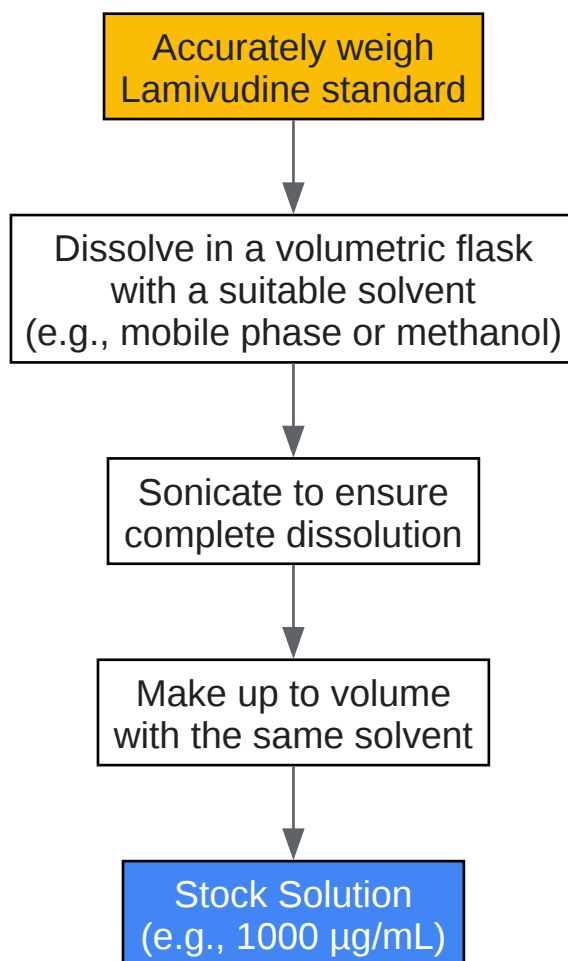 Accurately weigh
Lamivudine standard
Dissolve in a volumetric flask
with a suitable solvent
(e.g., mobile phase or methanol)
Sonicate to ensure
complete dissolution
Make up to volume
with the same solvent
Stock Solution
(e.g., 1000 µg/mL)